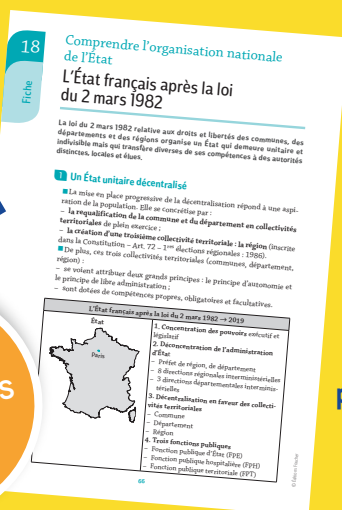 18
Fiche
Comprendre l'organisation nationale
de l'État
L'État français après la loi
du 2 mars 1982
La loi du 2 mars 1982 relative aux droits et libertés des communes, des
départements et des régions organise un État qui demeure unitaire et
indivisible mais qui transfère diverses de ses compétences à des autorités
distinctes, locales et élues.
1 Un État unitaire décentralisé
■ La mise en place progressive de la décentralisation répond à une aspi-
ration de la population. Elle se concrétise par :
– la requalification de la commune et du département en collectivités
territoriales de plein exercice ;
– la création d'une troisième collectivité territoriale : la région (inscrite
dans la Constitution – Art. 72 – 1ères élections régionales : 1986).
■ De plus, ces trois collectivités territoriales (communes, département,
région) :
– se voient attribuer deux grands principes : le principe d'autonomie et
le principe de libre administration ;
– sont dotées de compétences propres, obligatoires et facultatives.
L'État français après la loi du 2 mars 1982 → 2019
État
Paris
1. Concentration des pouvoirs exécutif et
législatif
2. Déconcentration de l'administration
d'État
– Préfet de région, de département
– 8 directions régionales interministérielles
– 3 directions départementales interminis-
térielles
3. Décentralisation en faveur des collecti-
vités territoriales
– Commune
– Département
– Région
4. Trois fonctions publiques
– Fonction publique d'État (FPE)
– Fonction publique hospitalière (FPH)
– Fonction publique territoriale (FPT)
66
S